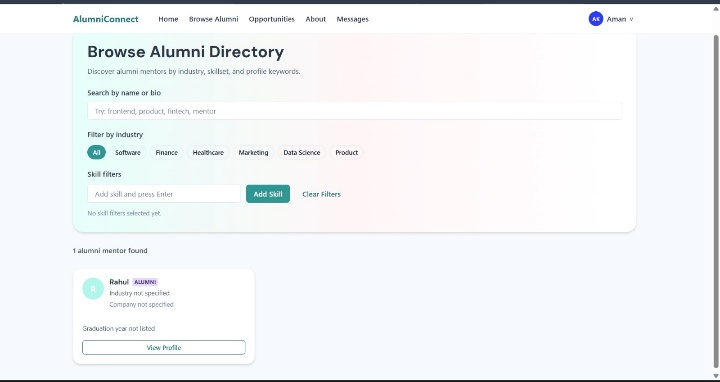 AlumniConnect Home Browse Alumni Opportunities About Messages AK Aman
Browse Alumni Directory
Discover alumni mentors by industry, skillset, and profile keywords.
Search by name or bio
Try: frontend, product, fintech, mentor
Filter by industry
All Software Finance Healthcare Marketing Data Science Product
Skill filters
Add skill and press Enter Add Skill Clear Filters
No skill filters selected yet.
1 alumni mentor found
R Rahul ALUMNI
Industry not specified
Company not specified
Graduation year not listed
View Profile